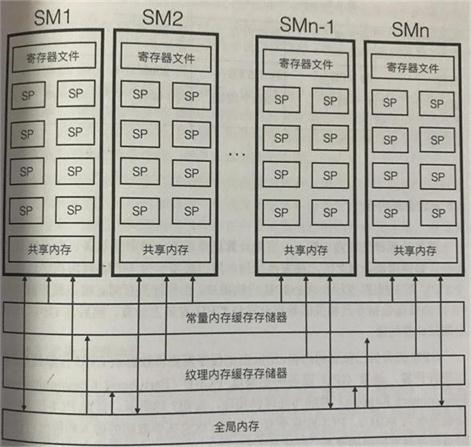 SM1 SM2 SMn-1 SMn
寄存器文件 寄存器文件 寄存器文件 寄存器文件
SP SP SP SP SP SP SP SP
SP SP SP SP SP SP SP SP
SP SP SP SP ... SP SP SP SP
SP SP SP SP SP SP SP SP
共享内存 共享内存 共享内存 共享内存
常量内存缓存存储器
纹理内存缓存存储器
全局内存